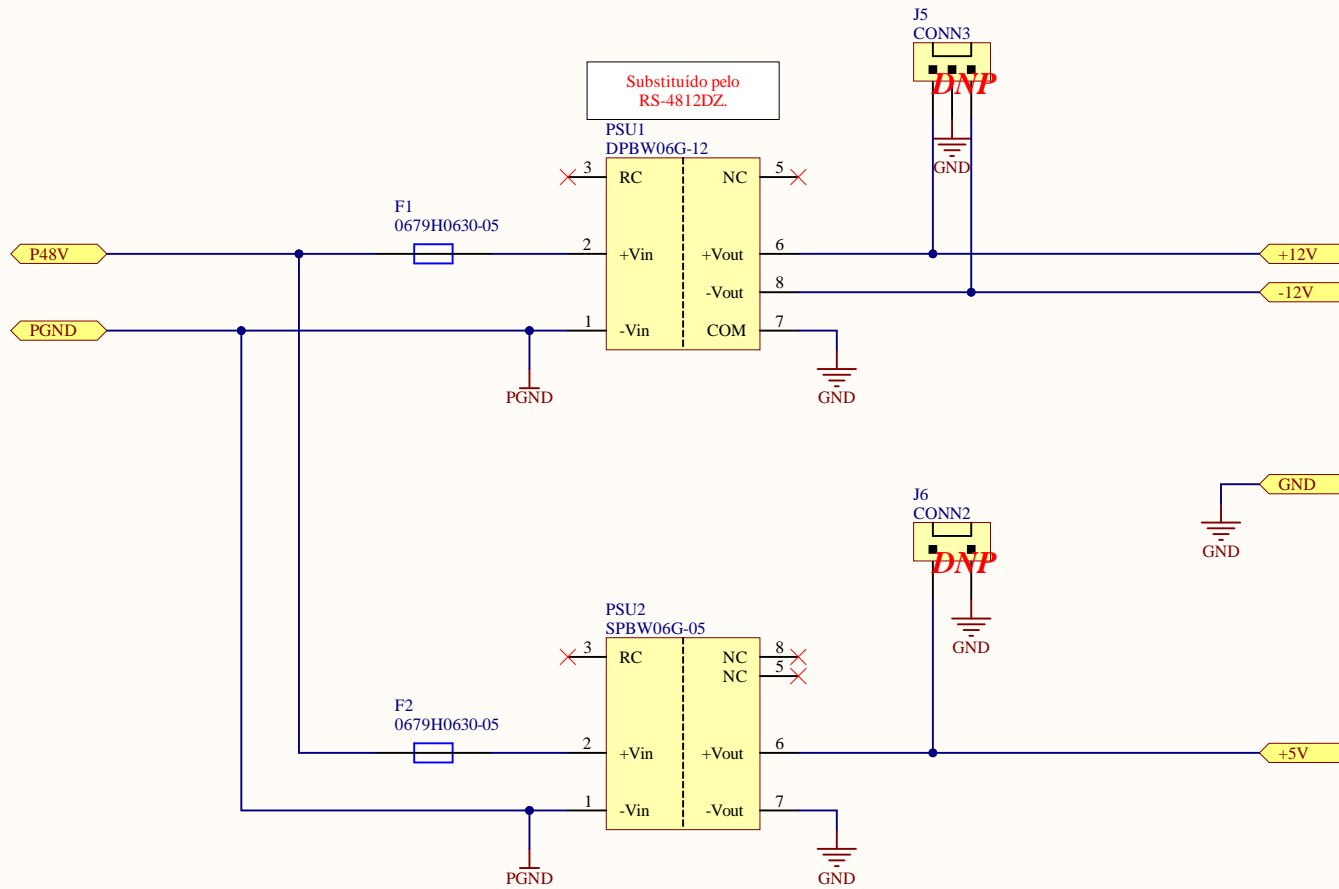 J5
CONN3
DNP
GND
Substituído pelo
RS-4812DZ.
PSU1
DPBW06G-12
3 RC NC 5
F1
0679H0630-05
P48V
2 +Vin +Vout 6
+12V
-Vout 8
-12V
PGND
1 -Vin COM 7
PGND
GND
GND
GND
J6
CONN2
DNP
GND
PSU2
SPBW06G-05
3 RC NC 8
NC 5
F2
0679H0630-05
2 +Vin +Vout 6
+5V
1 -Vin -Vout 7
PGND
GND